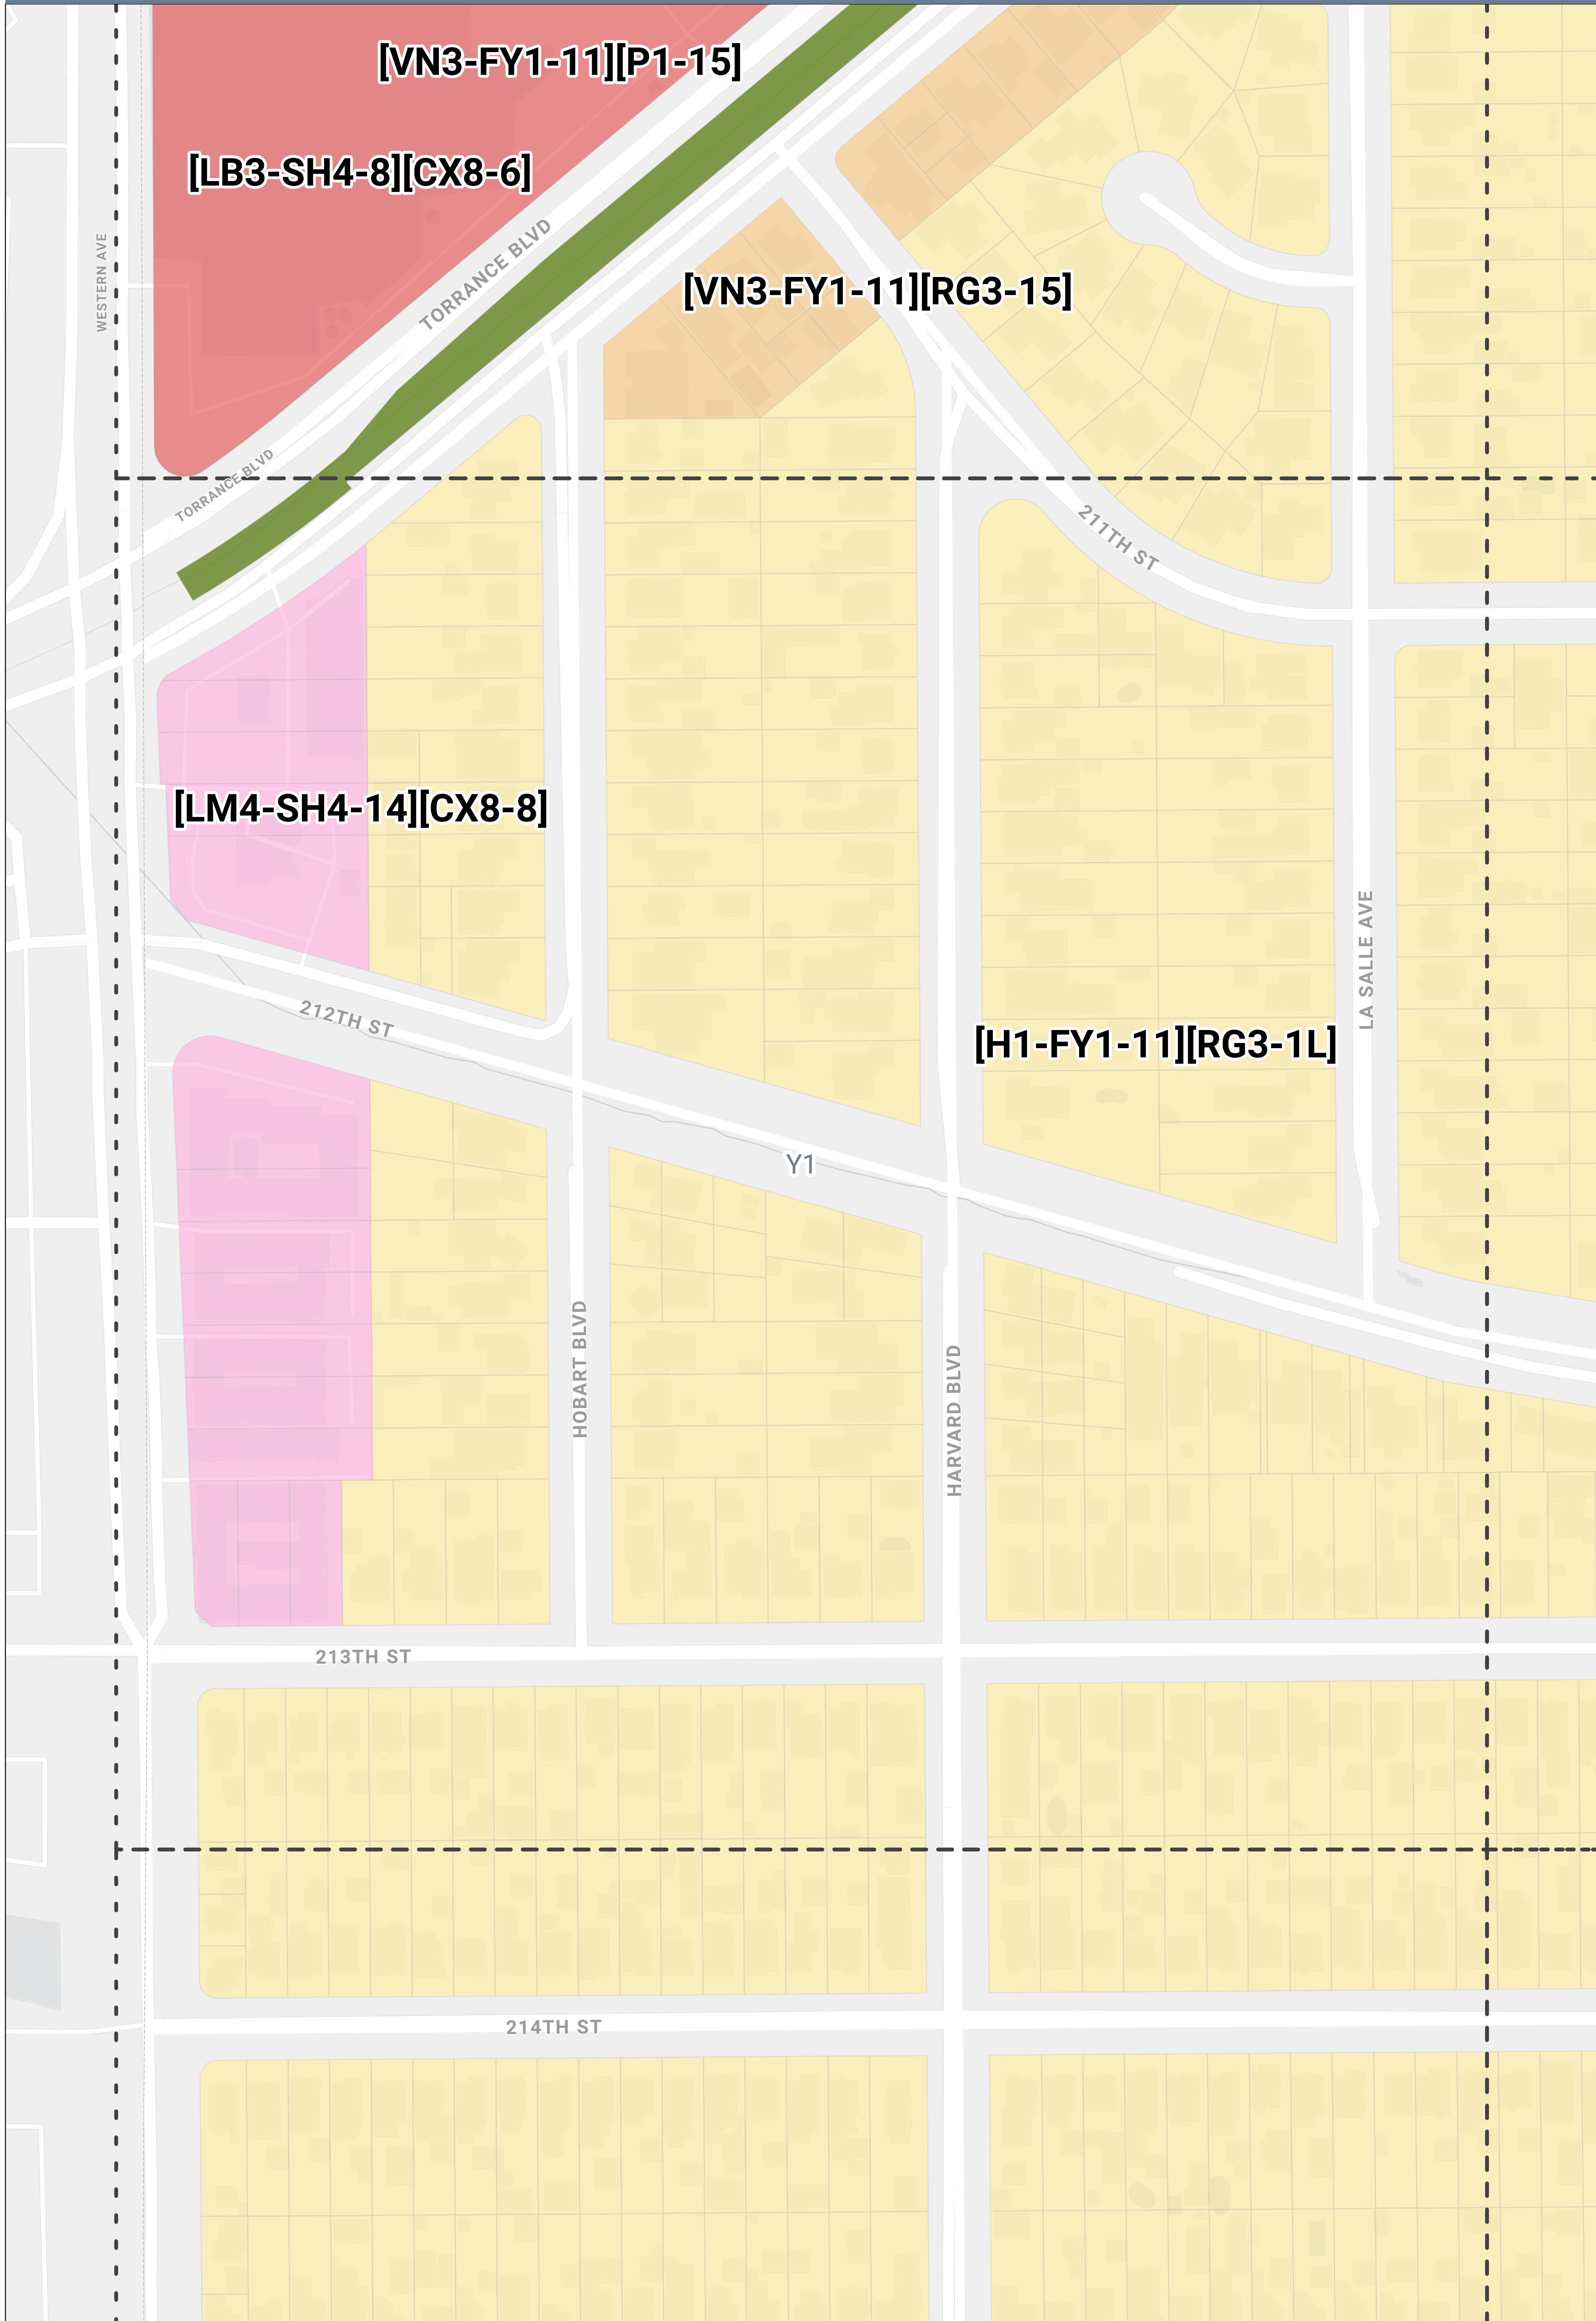 [VN3-FY1-11][P1-15]
[LB3-SH4-8][CX8-6]
WESTERN AVE
TORRANCE BLVD
[VN3-FY1-11][RG3-15]
TORRANCE BLVD
211TH ST
[LM4-SH4-14][CX8-8]
LA SALLE AVE
212TH ST
[H1-FY1-11][RG3-1L]
Y1
HOBART BLVD
HARVARD BLVD
213TH ST
214TH ST